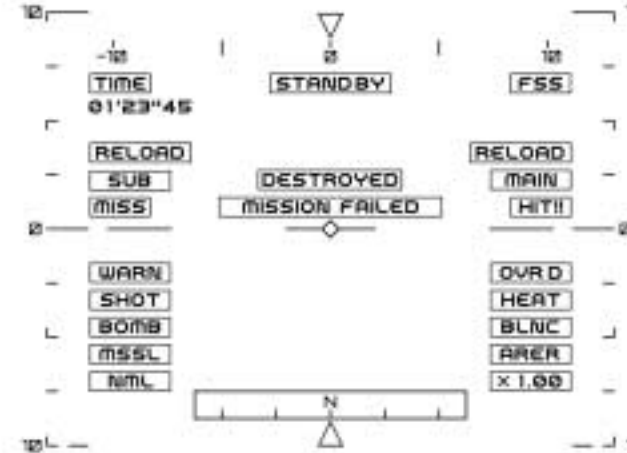 10
-10 0 10
TIME STANDBY FSS
01'23"45
RELOAD RELOAD
SUB DESTROYED MAIN
MISS MISSION FAILED HIT!!
0 0
WARN OVR D
SHOT HEAT
BOMB BLNC
MSSL ARER
NML × 1.00
N
10